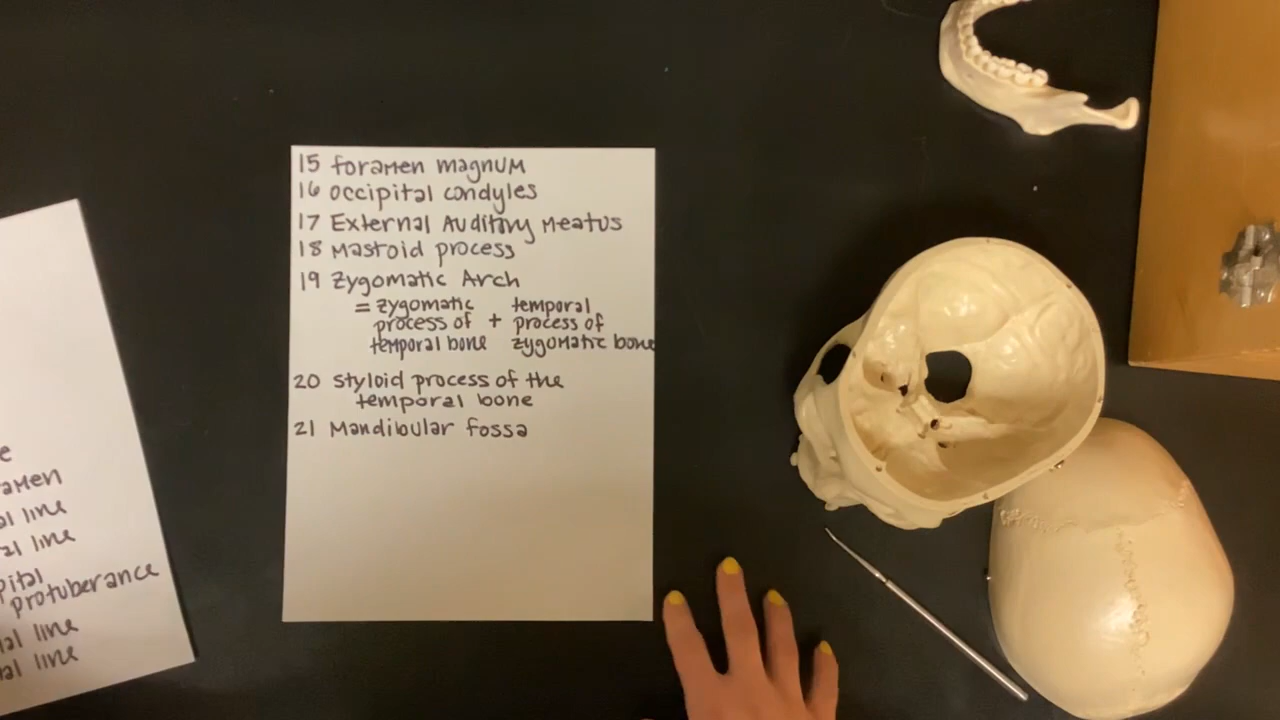 15 foramen magnum
16 occipital condyles
17 External Auditory Meatus
18 Mastoid process
19 Zygomatic Arch
= zygomatic temporal
process of + process of
temporal bone zygomatic bone
20 styloid process of the
temporal bone
21 Mandibular fossa
e
amen
al line
al line
pital
protuberance
al line
al line